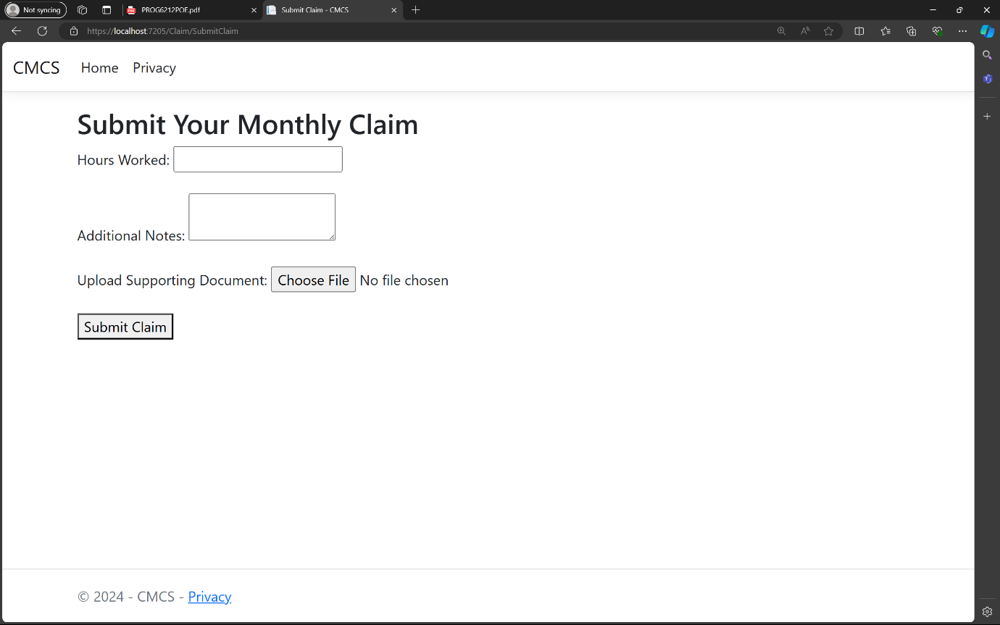 Not syncing
PROG6212POE.pdf
Submit Claim - CMCS
https://localhost:7205/Claim/SubmitClaim
CMCS Home Privacy
Submit Your Monthly Claim
Hours Worked:
Additional Notes:
Upload Supporting Document: Choose File No file chosen
Submit Claim
© 2024 - CMCS - Privacy